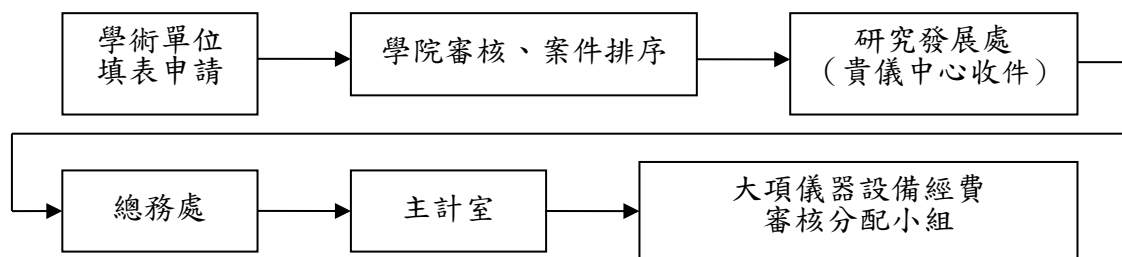 學術單位
填表申請
學院審核、案件排序
研究發展處
（貴儀中心收件）
總務處
主計室
大項儀器設備經費
審核分配小組